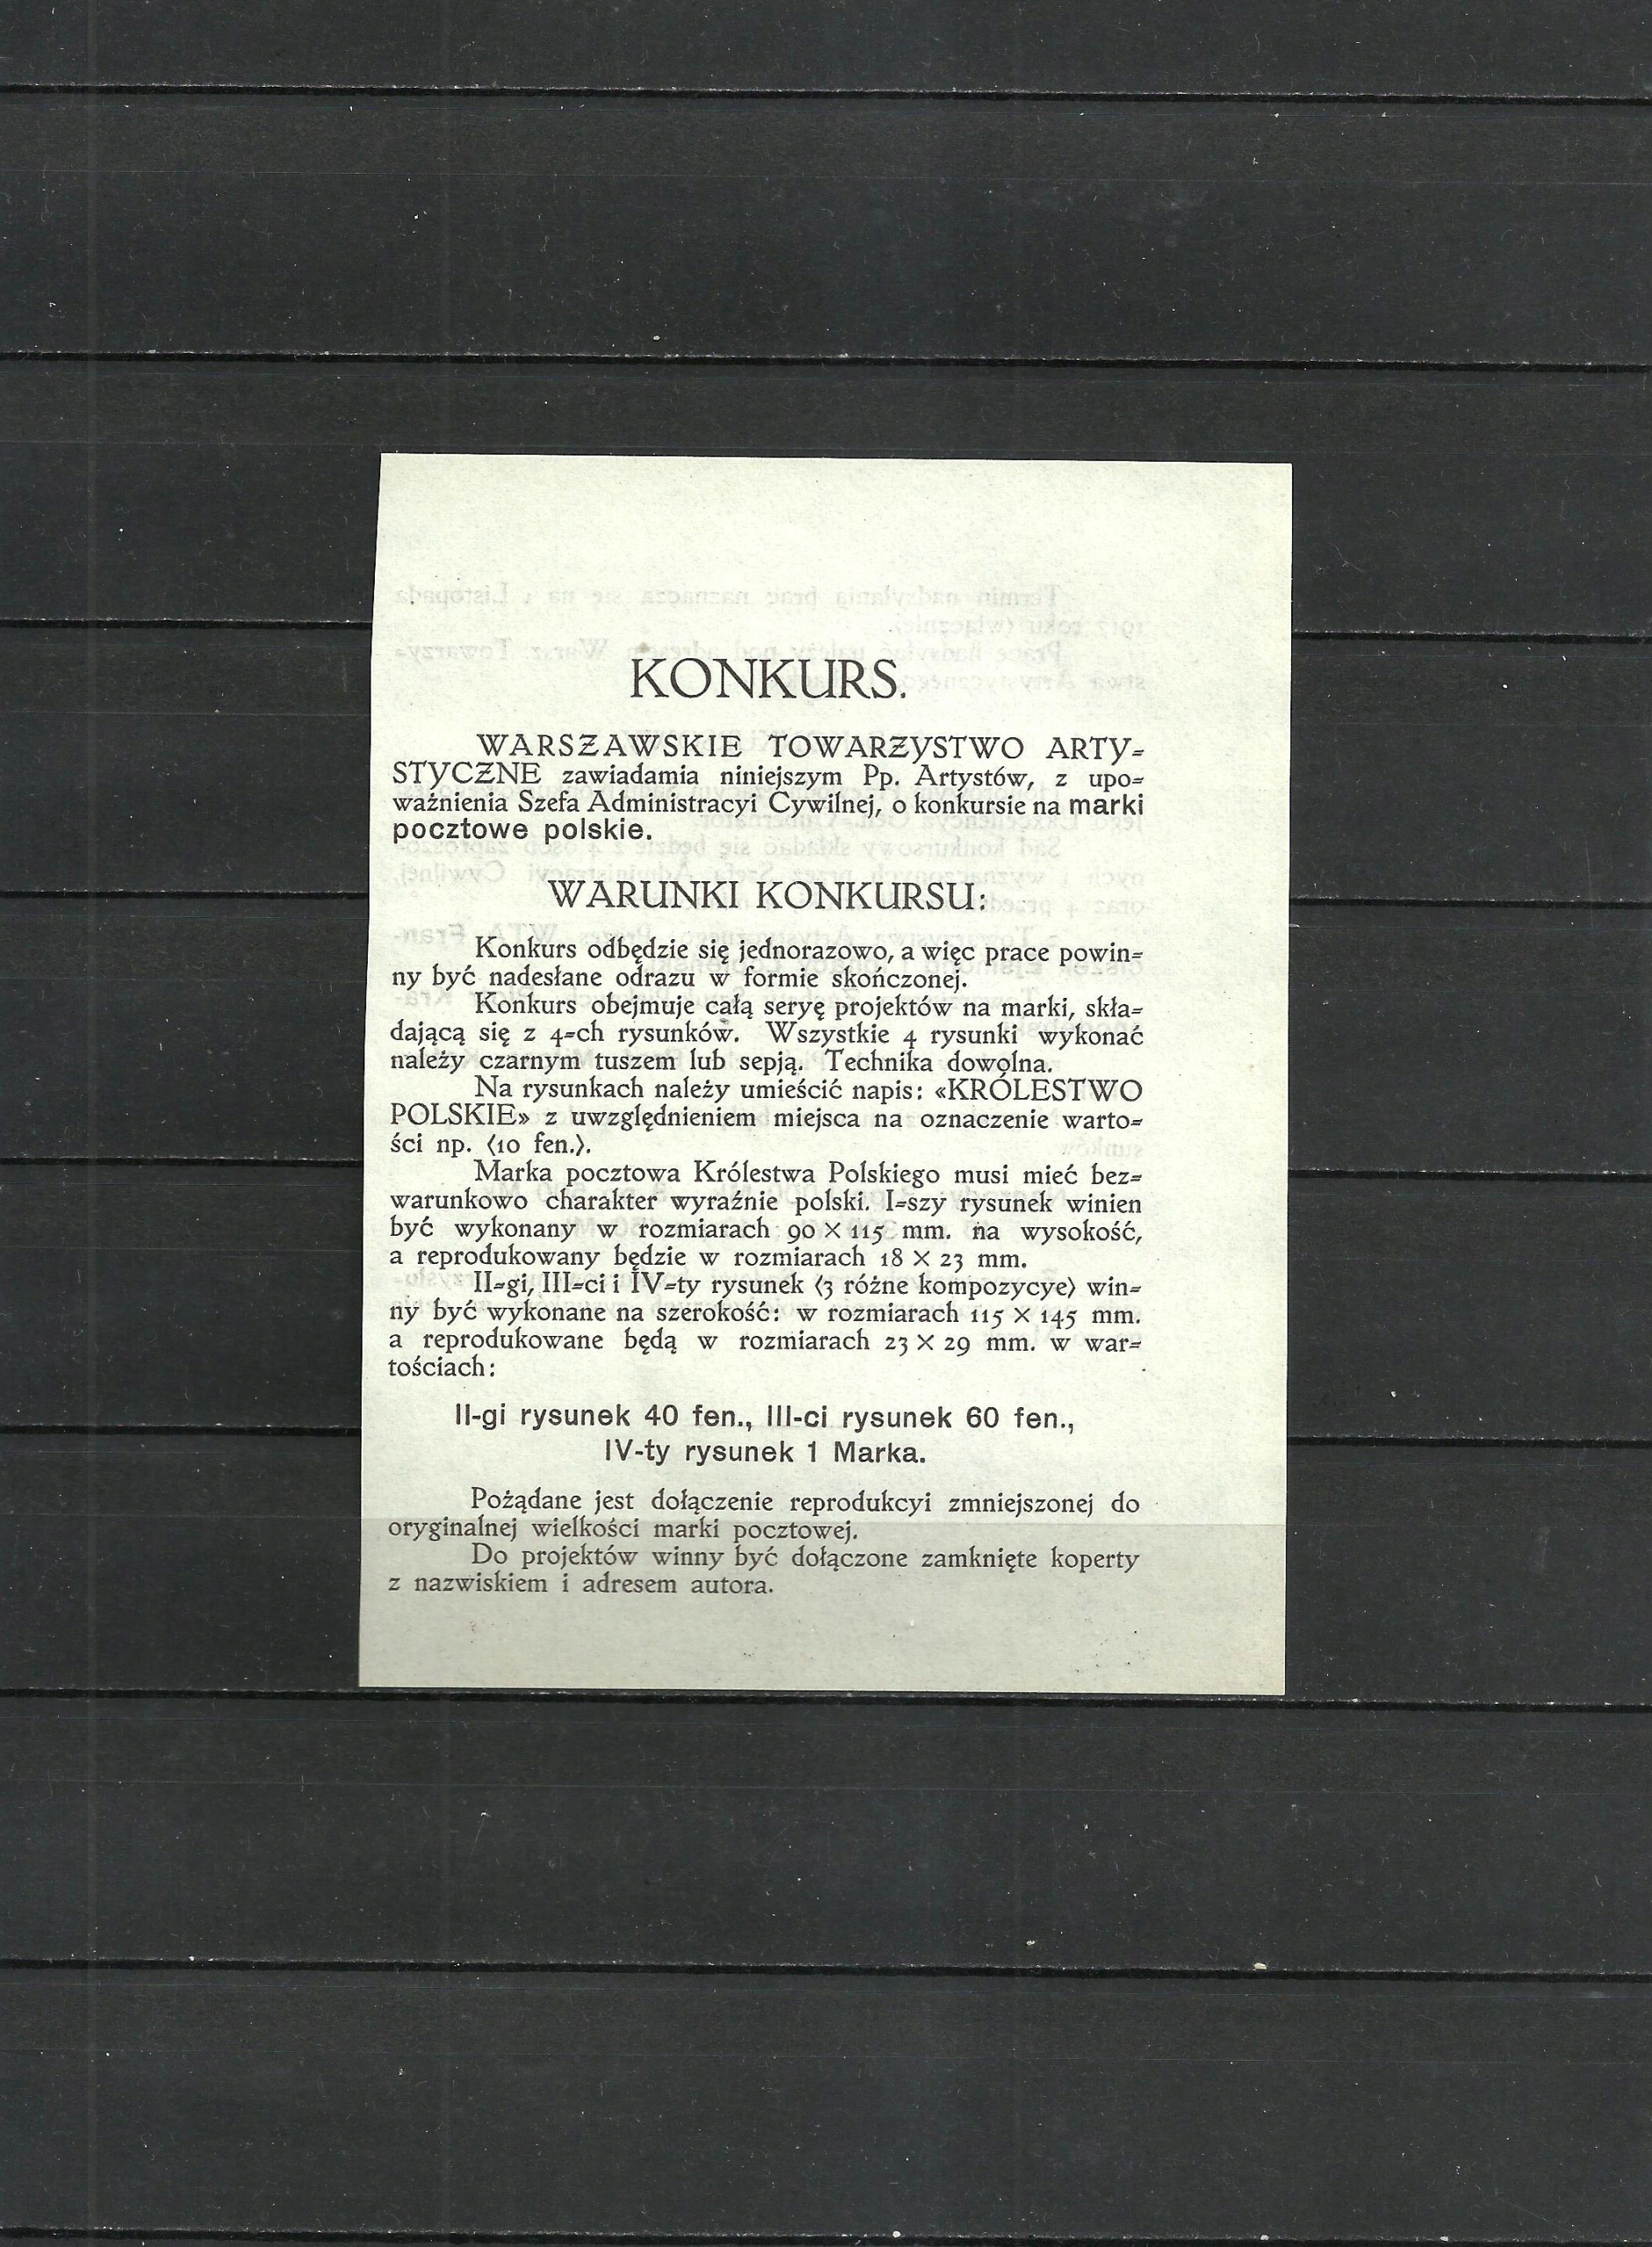 KONKURS.
WARSZAWSKIE TOWARZYSTWO ARTY=
STYCZNE zawiadamia niniejszym Pp. Artystów, z upo=
ważnienia Szefa Administracyi Cywilnej, o konkursie na marki
pocztowe polskie.
WARUNKI KONKURSU:
Konkurs odbędzie się jednorazowo, a więc prace powin=
ny być nadesłane odrazu w formie skończonej.
Konkurs obejmuje całą seryę projektów na marki, skła=
dającą się z 4=ch rysunków. Wszystkie 4 rysunki wykonać
należy czarnym tuszem lub sepją. Technika dowolna.
Na rysunkach należy umieścić napis: «KRÓLESTWO
POLSKIE» z uwzględnieniem miejsca na oznaczenie warto=
ści np. (10 fen.).
Marka pocztowa Królestwa Polskiego musi mieć bez=
warunkowo charakter wyraźnie polski. I=szy rysunek winien
być wykonany w rozmiarach 90 × 115 mm. na wysokość,
a reprodukowany będzie w rozmiarach 18 × 23 mm.
II=gi, III=ci i IV=ty rysunek (3 różne kompozycye) win=
ny być wykonane na szerokość: w rozmiarach 115 × 145 mm.
a reprodukowane będą w rozmiarach 23 × 29 mm. w war=
tościach:
II-gi rysunek 40 fen., III-ci rysunek 60 fen.,
IV-ty rysunek 1 Marka.
Pożądane jest dołączenie reprodukcyi zmniejszonej do
oryginalnej wielkości marki pocztowej.
Do projektów winny być dołączone zamknięte koperty
z nazwiskiem i adresem autora.